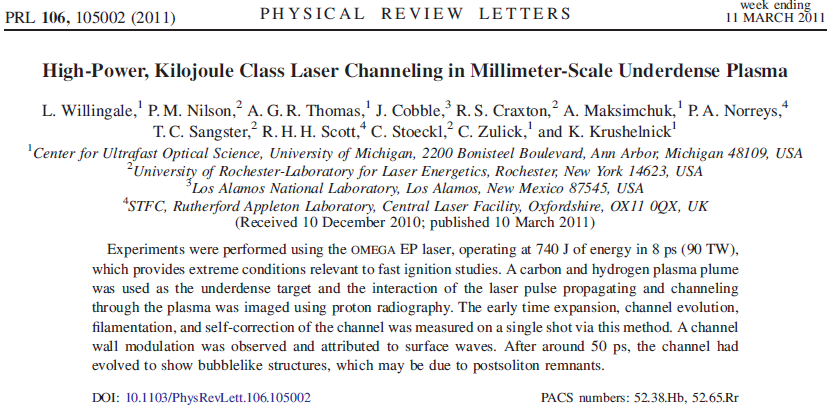 PRL 106, 105002 (2011)
PHYSICAL REVIEW LETTERS
week ending
11 MARCH 2011
High-Power, Kilojoule Class Laser Channeling in Millimeter-Scale Underdense Plasma
L. Willingale,1 P. M. Nilson,2 A. G. R. Thomas,1 J. Cobble,3 R. S. Craxton,2 A. Maksimchuk,1 P. A. Norreys,4
T. C. Sangster,2 R. H. H. Scott,4 C. Stoeckl,2 C. Zulick,1 and K. Krushelnick1
1Center for Ultrafast Optical Science, University of Michigan, 2200 Bonisteel Boulevard, Ann Arbor, Michigan 48109, USA
2University of Rochester-Laboratory for Laser Energetics, Rochester, New York 14623, USA
3Los Alamos National Laboratory, Los Alamos, New Mexico 87545, USA
4STFC, Rutherford Appleton Laboratory, Central Laser Facility, Oxfordshire, OX11 0QX, UK
(Received 10 December 2010; published 10 March 2011)
Experiments were performed using the OMEGA EP laser, operating at 740 J of energy in 8 ps (90 TW),
which provides extreme conditions relevant to fast ignition studies. A carbon and hydrogen plasma plume
was used as the underdense target and the interaction of the laser pulse propagating and channeling
through the plasma was imaged using proton radiography. The early time expansion, channel evolution,
filamentation, and self-correction of the channel was measured on a single shot via this method. A channel
wall modulation was observed and attributed to surface waves. After around 50 ps, the channel had
evolved to show bubblelike structures, which may be due to postsoliton remnants.
DOI: 10.1103/PhysRevLett.106.105002
PACS numbers: 52.38.Hb, 52.65.Rr